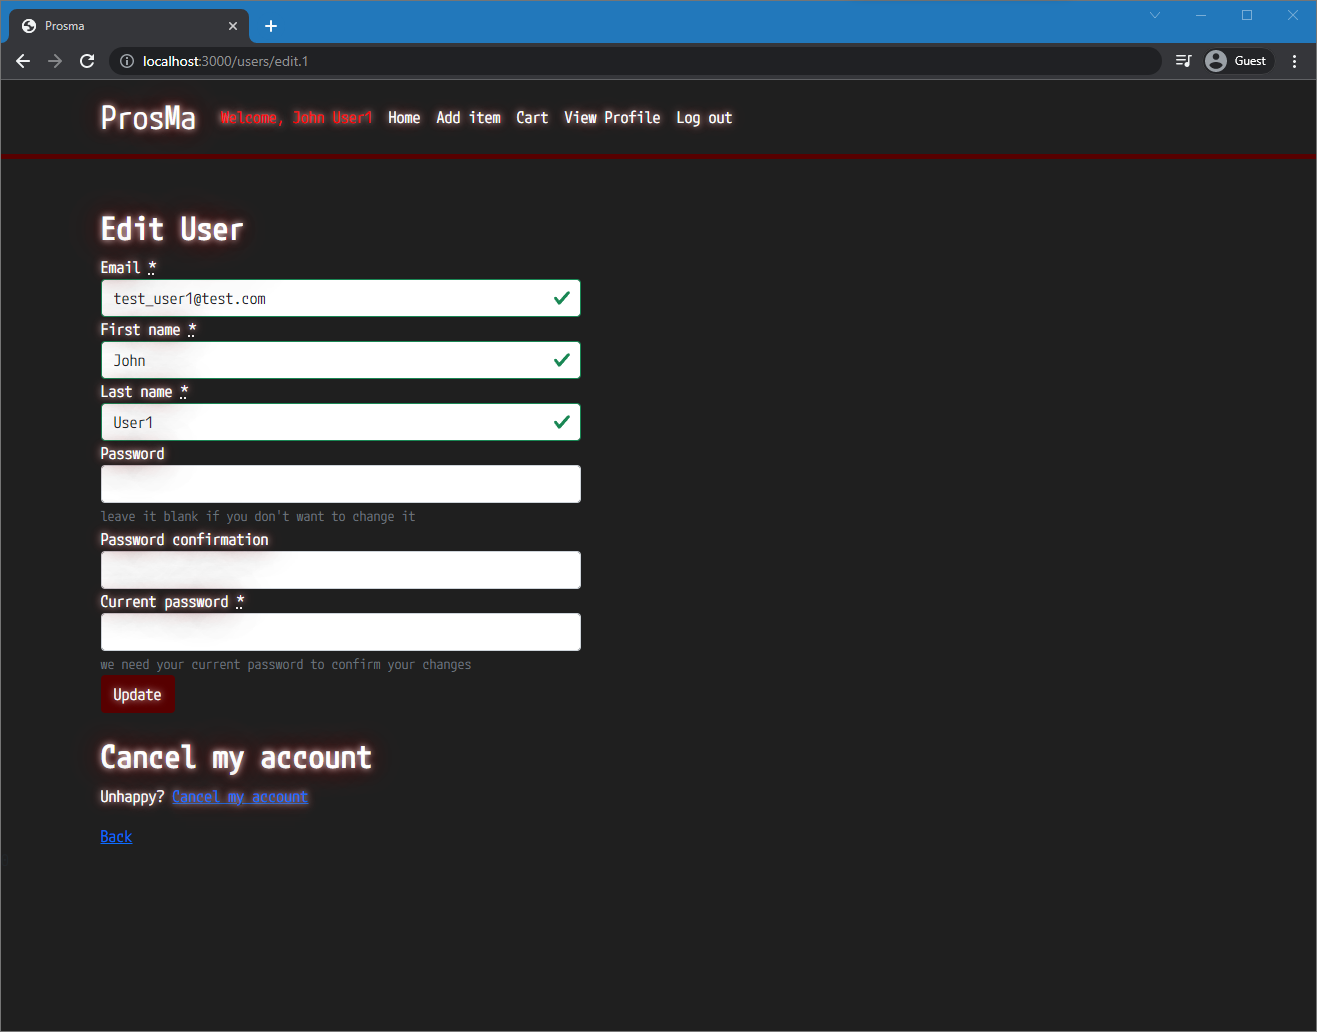 Prosma
localhost:3000/users/edit.1
Guest
ProsMa Welcome, John User1 Home Add item Cart View Profile Log out
Edit User
Email *
test_user1@test.com
First name *
John
Last name *
User1
Password
leave it blank if you don't want to change it
Password confirmation
Current password *
we need your current password to confirm your changes
Update
Cancel my account
Unhappy? Cancel my account
Back